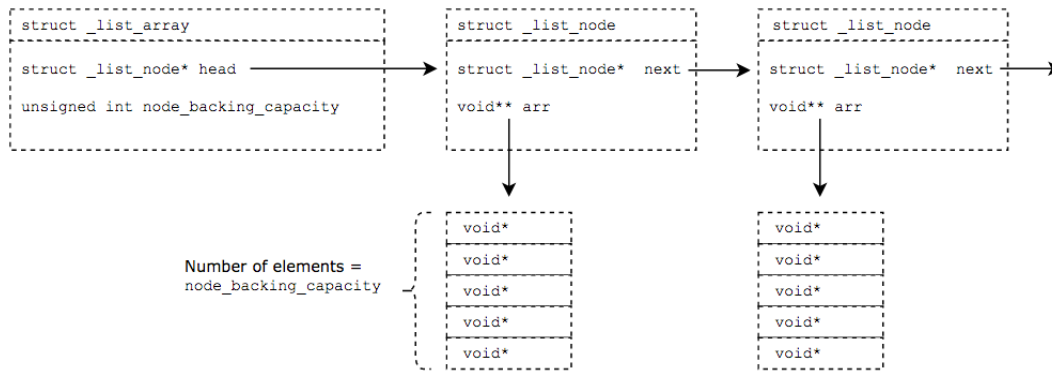 struct _list_array
struct _list_node* head
unsigned int node_backing_capacity
struct _list_node
struct _list_node* next
void** arr
struct _list_node
struct _list_node* next
void** arr
Number of elements =
node_backing_capacity
void*
void*
void*
void*
void*
void*
void*
void*
void*
void*